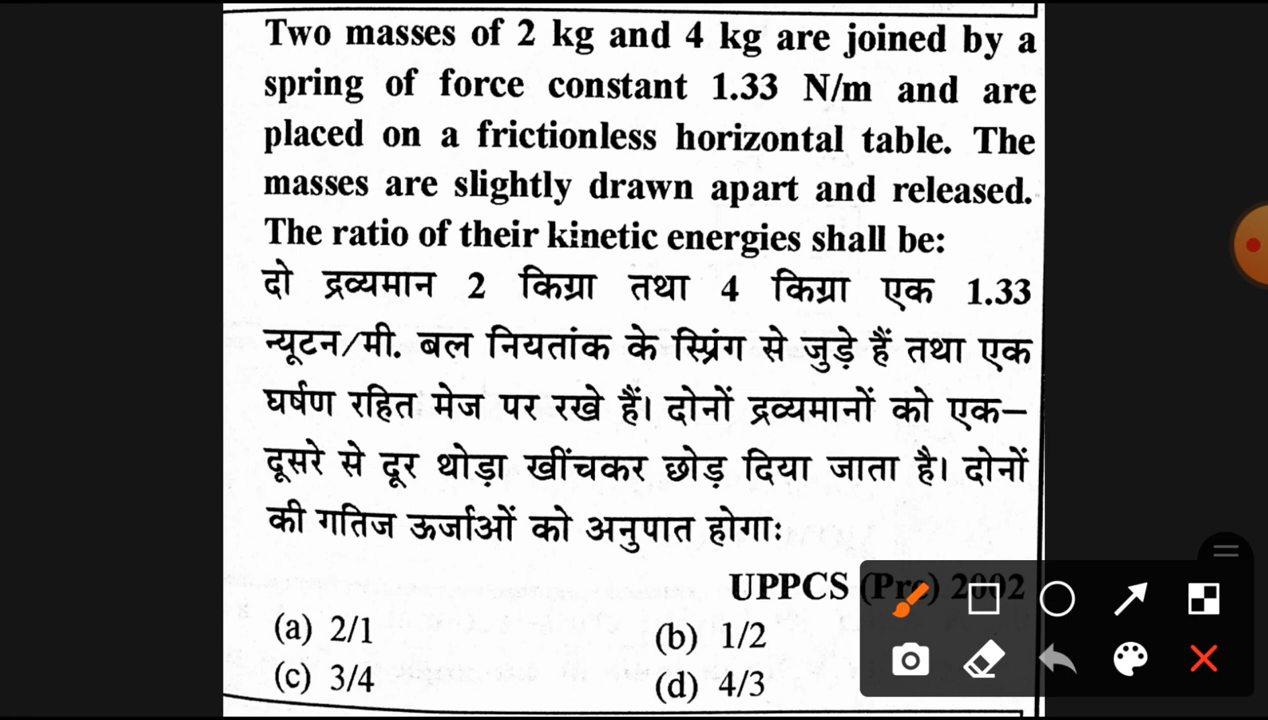 Two masses of 2 kg and 4 kg are joined by a
spring of force constant 1.33 N/m and are
placed on a frictionless horizontal table. The
masses are slightly drawn apart and released.
The ratio of their kinetic energies shall be:
दो द्रव्यमान 2 किग्रा तथा 4 किग्रा एक 1.33
न्यूटन/मी. बल नियतांक के स्प्रिंग से जुड़े हैं तथा एक
घर्षण रहित मेज पर रखे हैं। दोनों द्रव्यमानों को एक–
दूसरे से दूर थोड़ा खींचकर छोड़ दिया जाता है। दोनों
की गतिज ऊर्जाओं को अनुपात होगाः
UPPCS (Pre) 2002
(a) 2/1 (b) 1/2
(c) 3/4 (d) 4/3